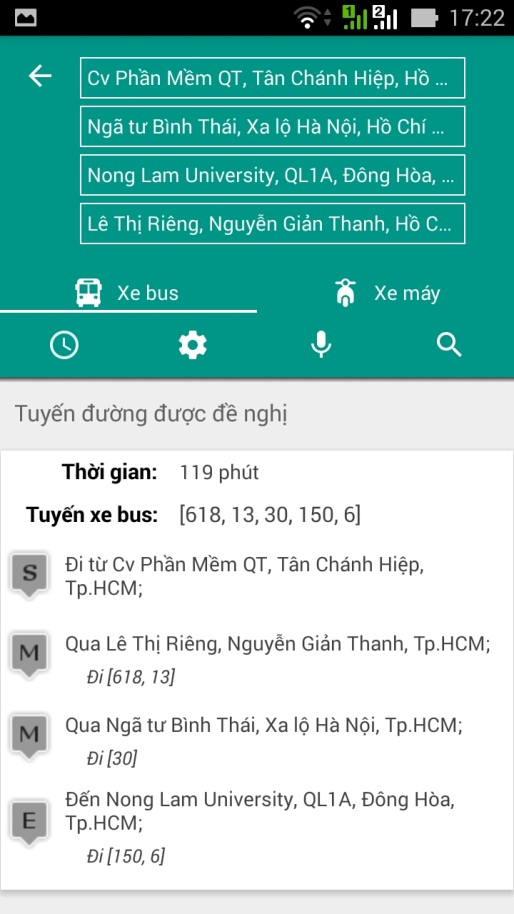 1 2 17:22
Cv Phần Mềm QT, Tân Chánh Hiệp, Hồ ...
Ngã tư Bình Thái, Xa lộ Hà Nội, Hồ Chí ...
Nong Lam University, QL1A, Đông Hòa, ...
Lê Thị Riêng, Nguyễn Giản Thanh, Hồ C...
Xe bus Xe máy
Tuyến đường được đề nghị
Thời gian: 119 phút
Tuyến xe bus: [618, 13, 30, 150, 6]
S Đi từ Cv Phần Mềm QT, Tân Chánh Hiệp,
Tp.HCM;
M Qua Lê Thị Riêng, Nguyễn Giản Thanh, Tp.HCM;
Đi [618, 13]
M Qua Ngã tư Bình Thái, Xa lộ Hà Nội, Tp.HCM;
Đi [30]
E Đến Nong Lam University, QL1A, Đông Hòa,
Tp.HCM;
Đi [150, 6]